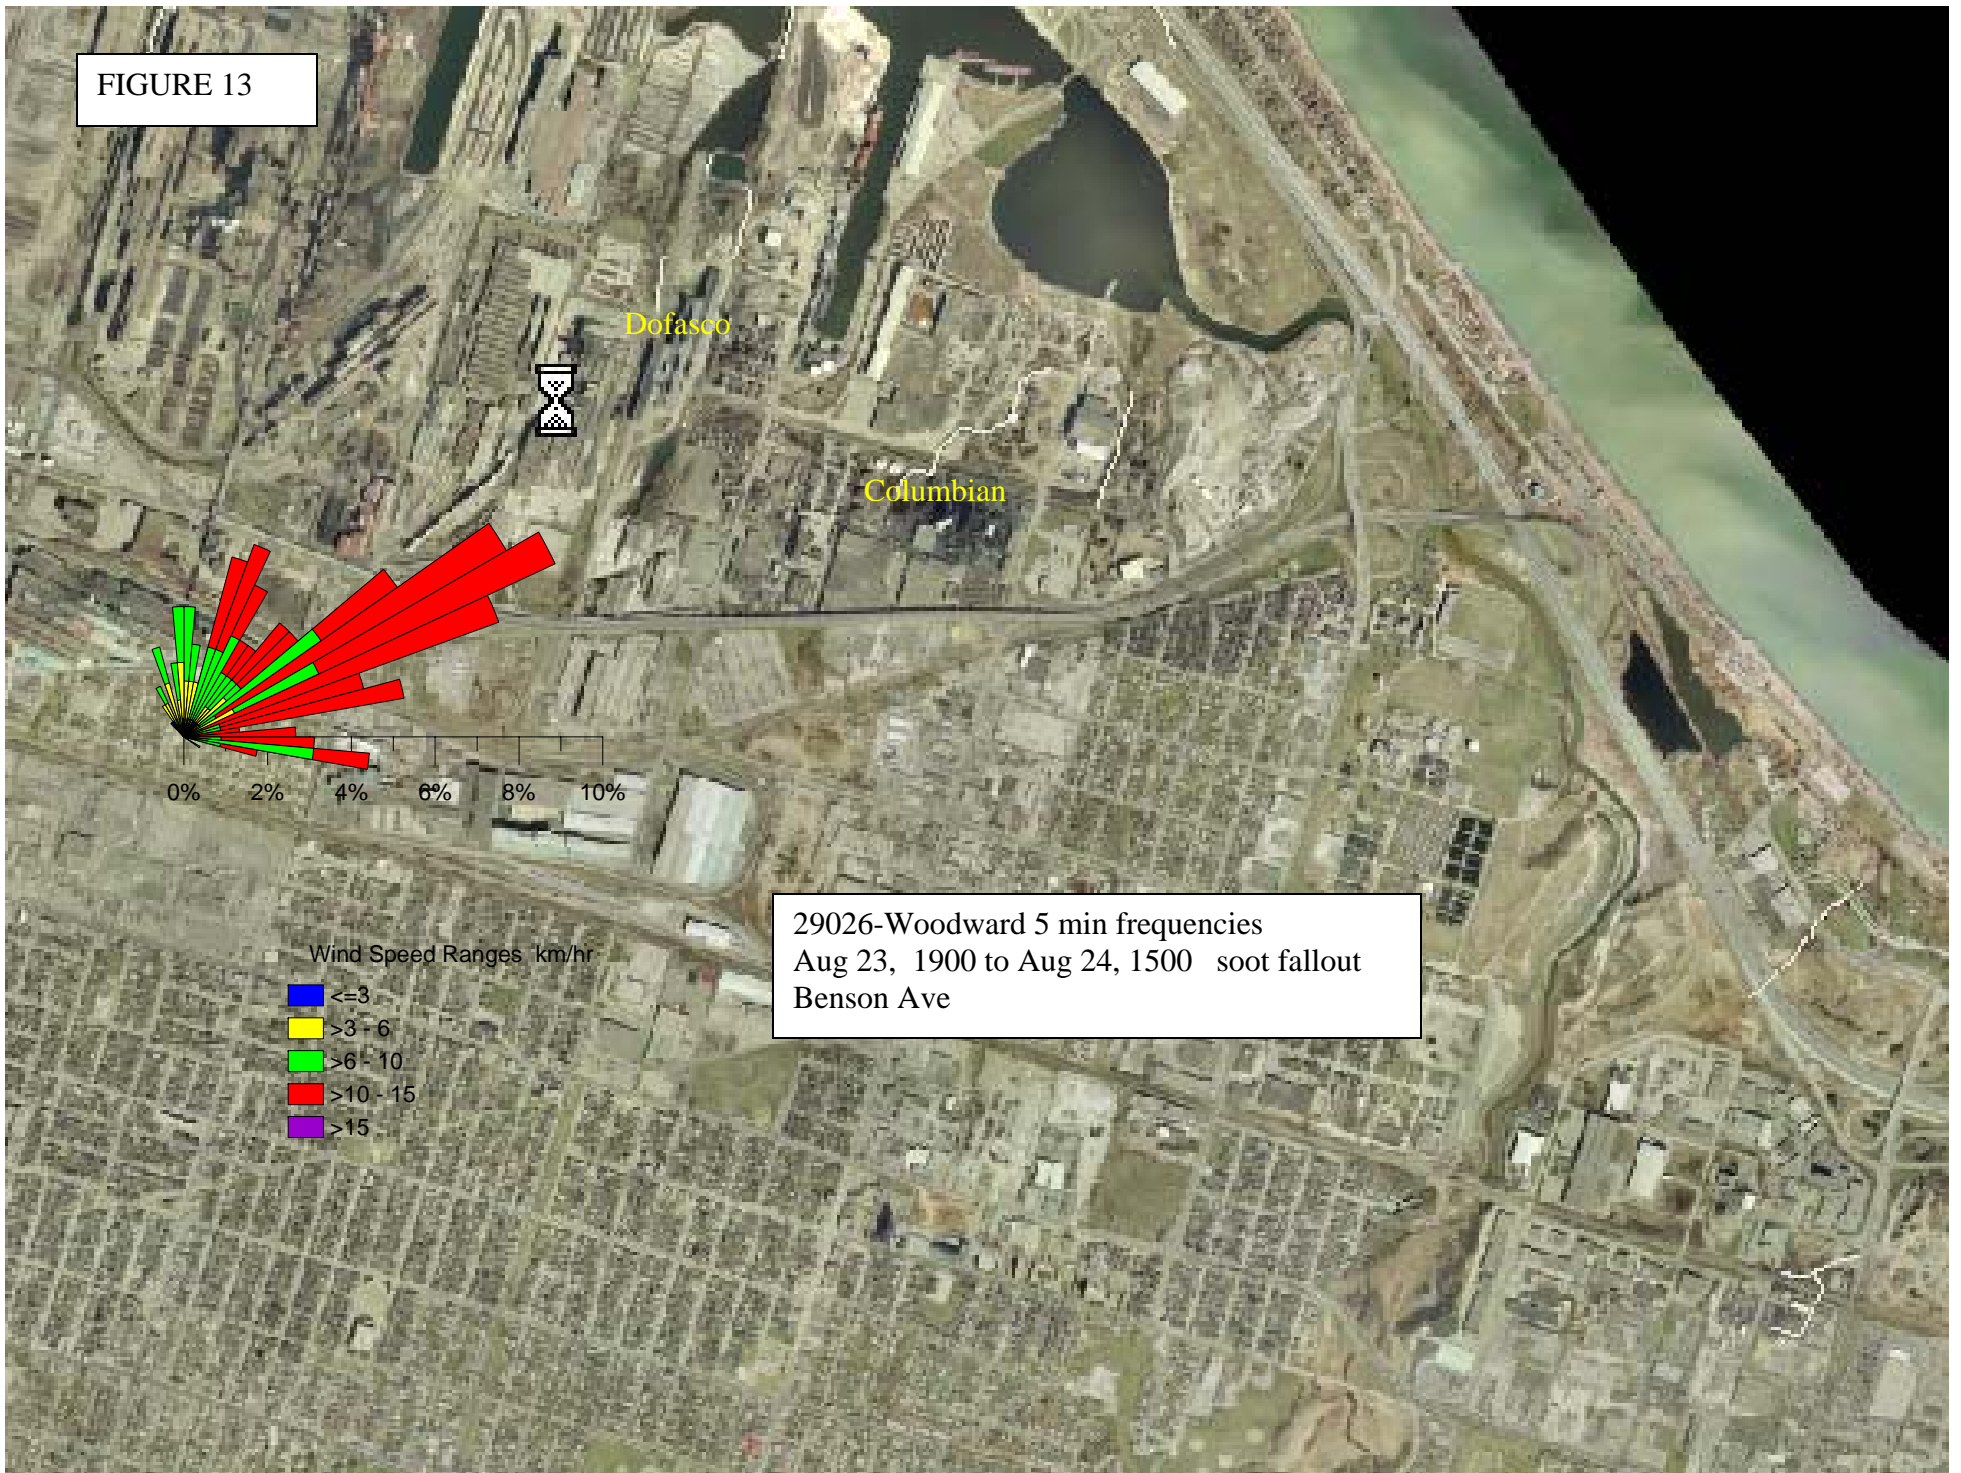 FIGURE 13
Dofasco
Columbian
0% 2% 4% 6% 8% 10%
29026-Woodward 5 min frequencies
Aug 23, 1900 to Aug 24, 1500 soot fallout
Benson Ave
Wind Speed Ranges km/hr
<=3
>3 - 6
>6 - 10
>10 - 15
>15